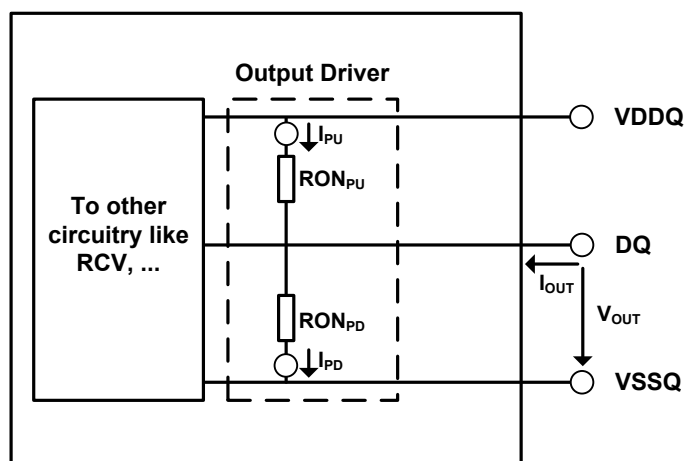 Output Driver
VDDQ
I_PU
RON_PU
To other
circuitry like
RCV, ...
DQ
I_OUT
RON_PD
V_OUT
I_PD
VSSQ